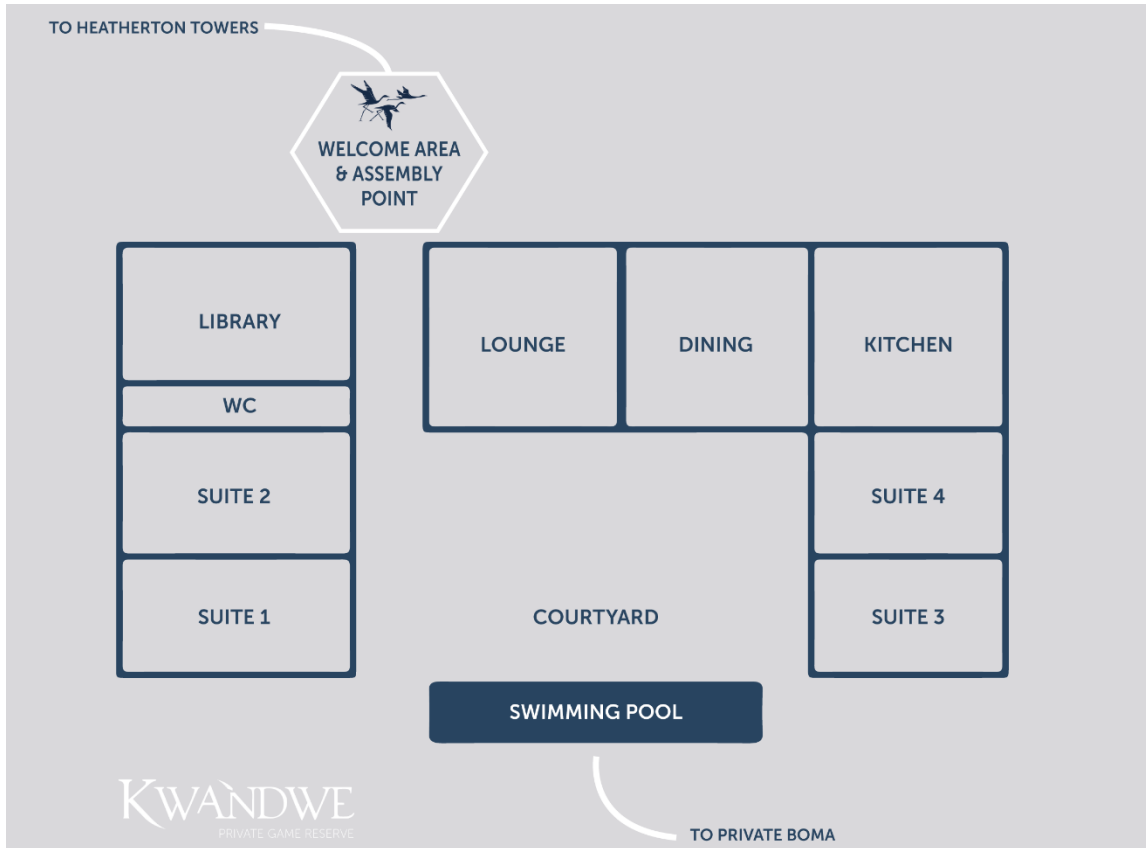 TO HEATHERTON TOWERS
WELCOME AREA
& ASSEMBLY
POINT
LIBRARY
LOUNGE
DINING
KITCHEN
WC
SUITE 2
SUITE 4
SUITE 1
COURTYARD
SUITE 3
SWIMMING POOL
KWANDWE
PRIVATE GAME RESERVE
TO PRIVATE BOMA